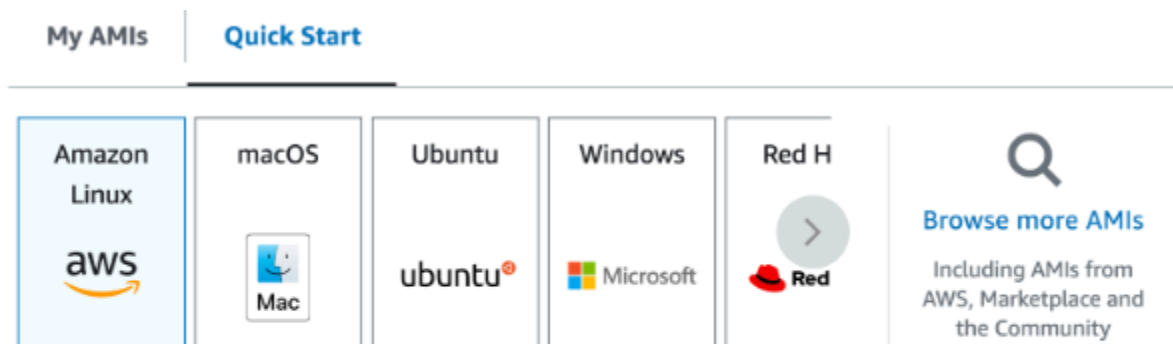 My AMIs
Quick Start
Amazon
Linux
aws
macOS
Mac
Ubuntu
ubuntu
Windows
Microsoft
Red H
Red
Browse more AMIs
Including AMIs from
AWS, Marketplace and
the Community